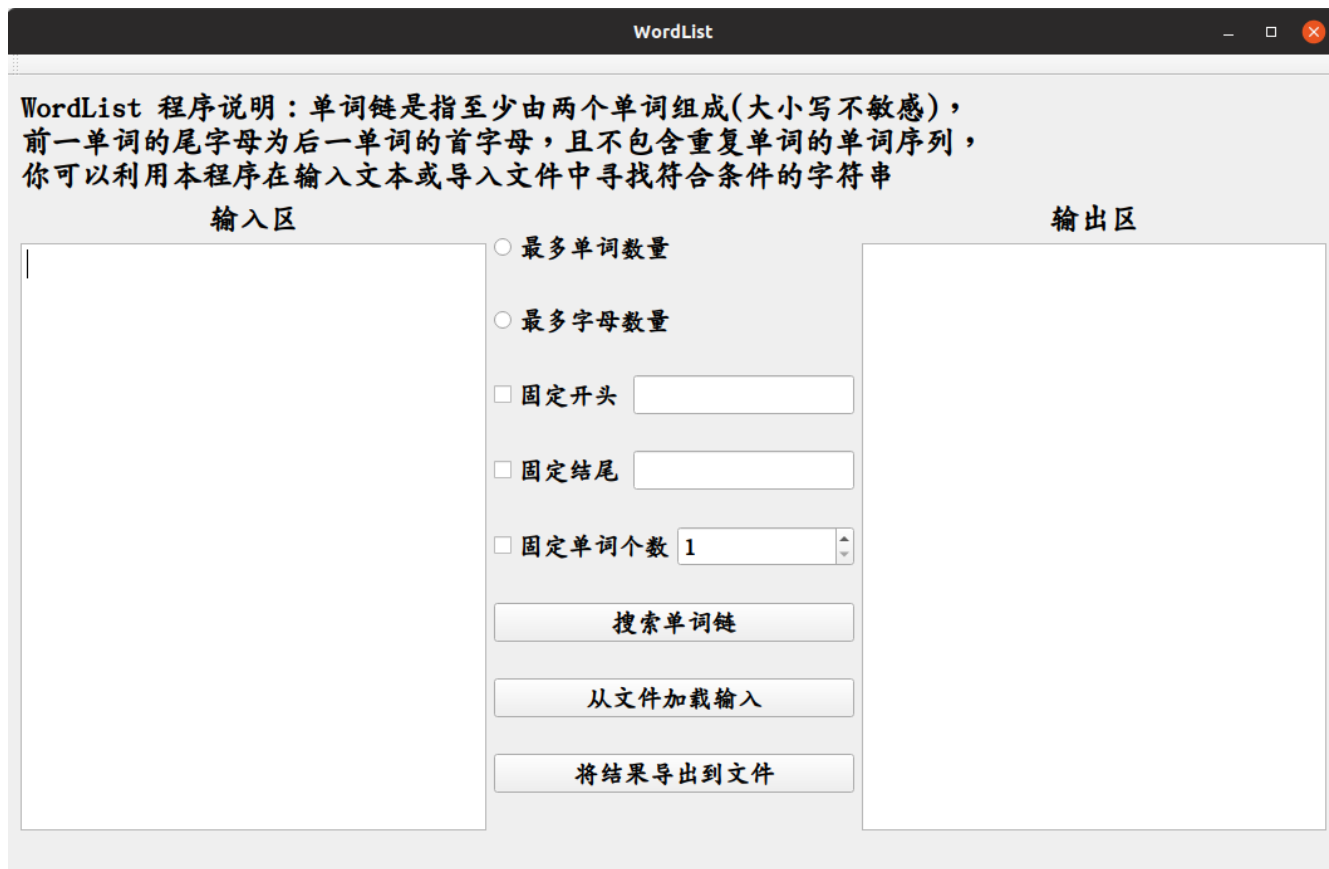 WordList
WordList 程序说明：单词链是指至少由两个单词组成(大小写不敏感)，
前一单词的尾字母为后一单词的首字母，且不包含重复单词的单词序列，
你可以利用本程序在输入文本或导入文件中寻找符合条件的字符串
输入区
输出区
最多单词数量
最多字母数量
固定开头
固定结尾
固定单词个数 1
搜索单词链
从文件加载输入
将结果导出到文件